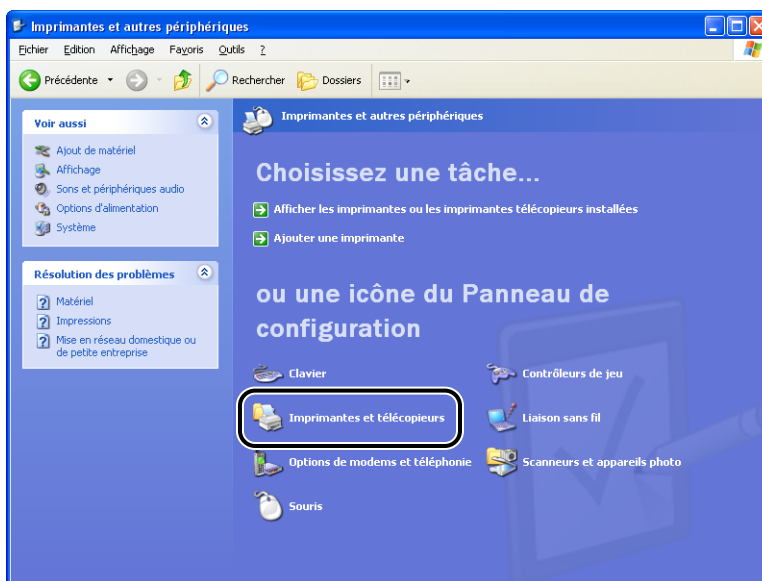 Imprimantes et autres périphériques
Fichier Edition Affichage Favoris Outils ?
Précédente Rechercher Dossiers
Voir aussi
Ajout de matériel
Affichage
Sons et périphériques audio
Options d'alimentation
Système
Résolution des problèmes
Matériel
Impressions
Mise en réseau domestique ou
de petite entreprise
Imprimantes et autres périphériques
Choisissez une tâche...
Afficher les imprimantes ou les imprimantes télécopieurs installées
Ajouter une imprimante
ou une icône du Panneau de
configuration
Clavier Contrôleurs de jeu
Imprimantes et télécopieurs Liaison sans fil
Options de modems et téléphonie Scanneurs et appareils photo
Souris